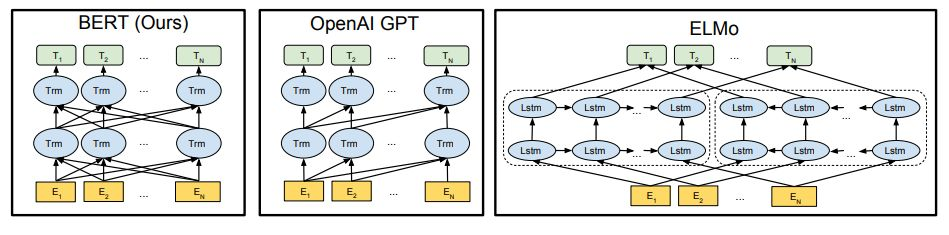 BERT (Ours)
T1 T2 ... TN
Trm Trm ... Trm
Trm Trm ... Trm
E1 E2 ... EN
OpenAI GPT
T1 T2 ... TN
Trm Trm ... Trm
Trm Trm ... Trm
E1 E2 ... EN
ELMo
T1 T2 ... TN
Lstm Lstm ... Lstm Lstm Lstm ... Lstm
Lstm Lstm ... Lstm Lstm Lstm ... Lstm
E1 E2 ... EN